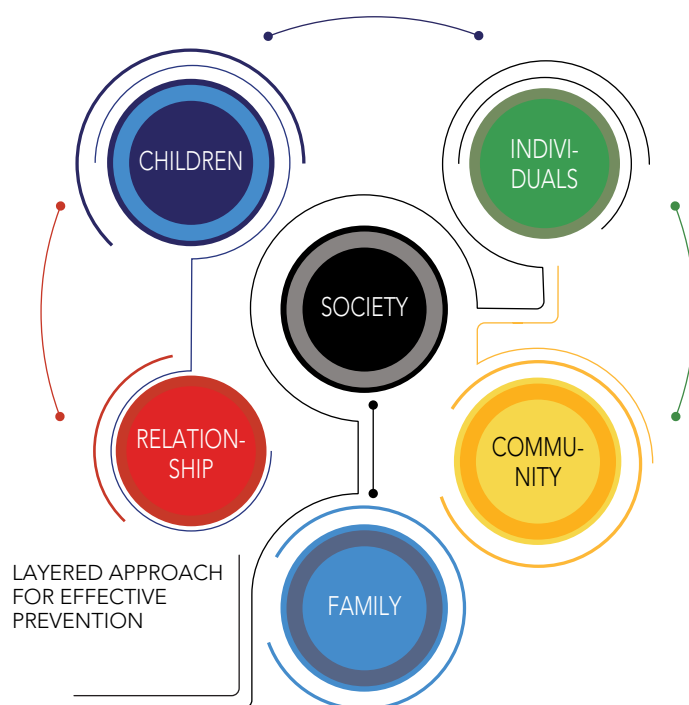 CHILDREN
INDIVI-
DUALS
SOCIETY
RELATION-
SHIP
COMMU-
NITY
LAYERED APPROACH
FOR EFFECTIVE
PREVENTION
FAMILY